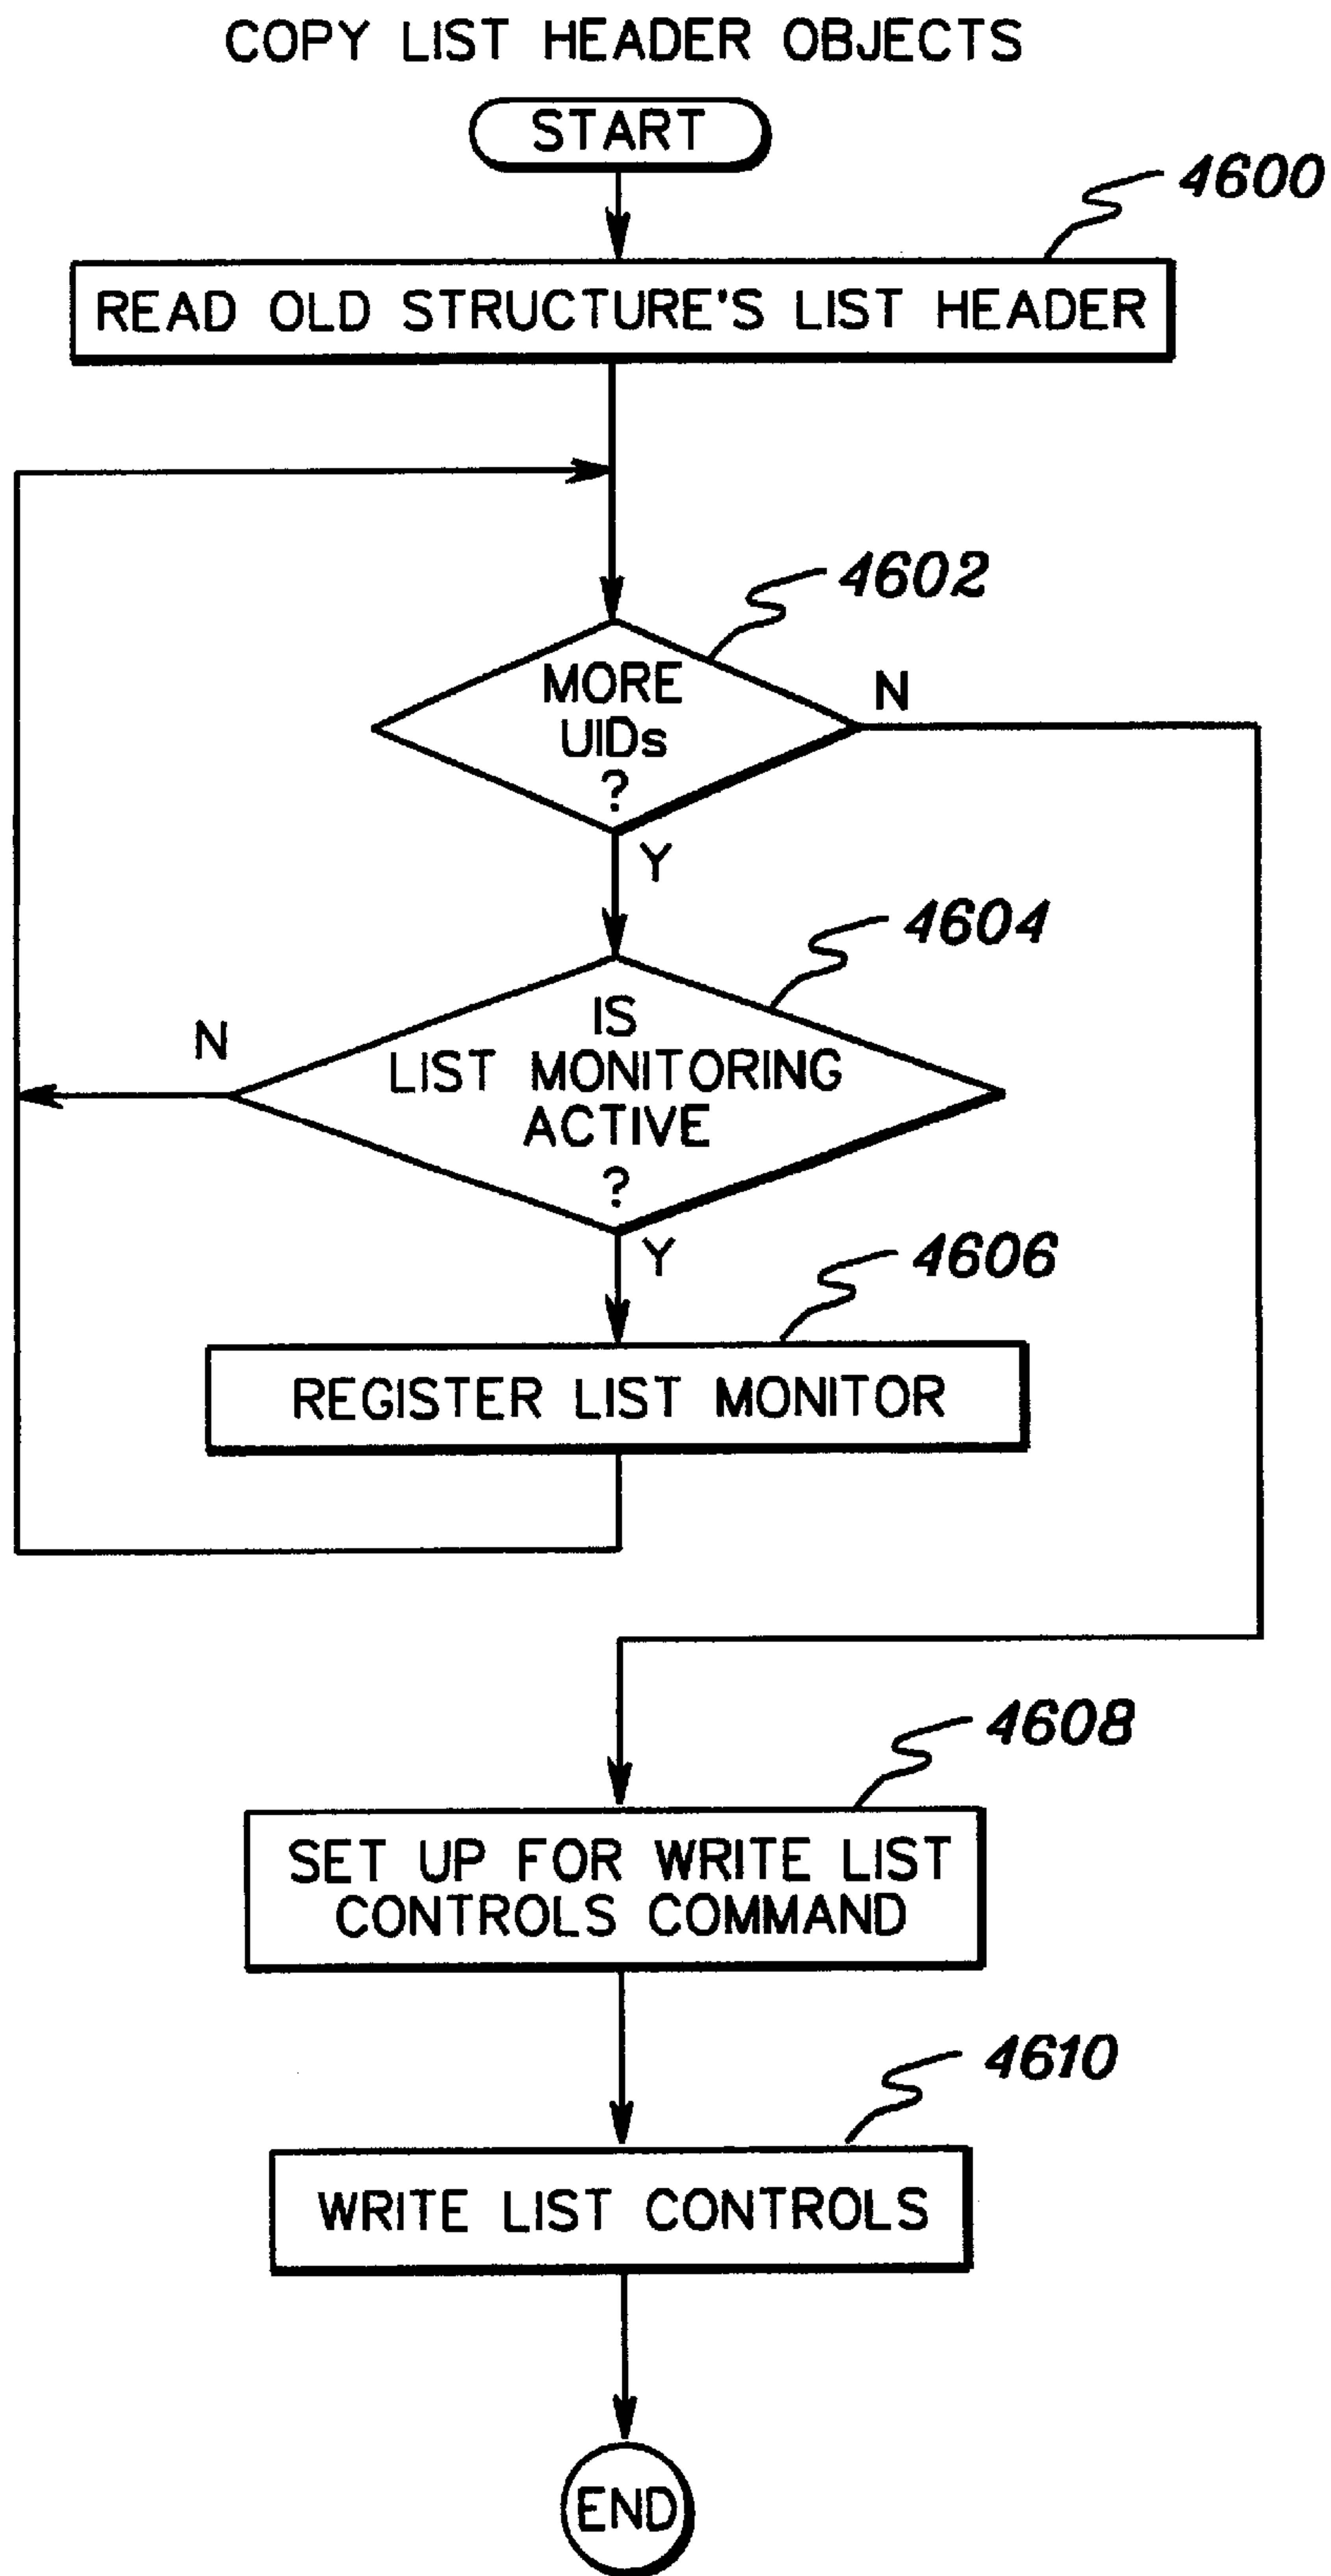 COPY LIST HEADER OBJECTS
START
4600
READ OLD STRUCTURE'S LIST HEADER
4602
MORE
UIDs
?
N
Y
4604
IS
LIST MONITORING
ACTIVE
?
N
Y
4606
REGISTER LIST MONITOR
4608
SET UP FOR WRITE LIST
CONTROLS COMMAND
4610
WRITE LIST CONTROLS
END